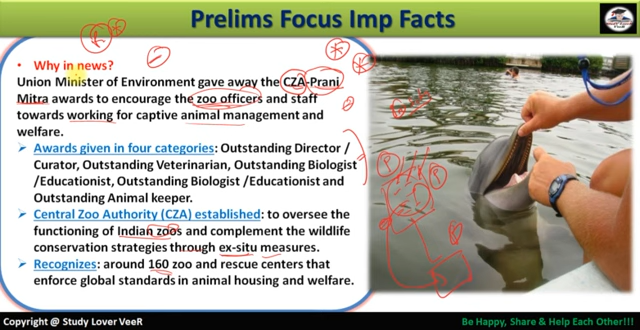 Prelims Focus Imp Facts
• Why in news?
Union Minister of Environment gave away the CZA-Prani
Mitra awards to encourage the zoo officers and staff
towards working for captive animal management and
welfare.
➢ Awards given in four categories: Outstanding Director /
Curator, Outstanding Veterinarian, Outstanding Biologist
/Educationist, Outstanding Biologist /Educationist and
Outstanding Animal keeper.
➢ Central Zoo Authority (CZA) established: to oversee the
functioning of Indian zoos and complement the wildlife
conservation strategies through ex-situ measures.
➢ Recognizes: around 160 zoo and rescue centers that
enforce global standards in animal housing and welfare.
Copyright @ Study Lover VeeR
Be Happy, Share & Help Each Other!!!